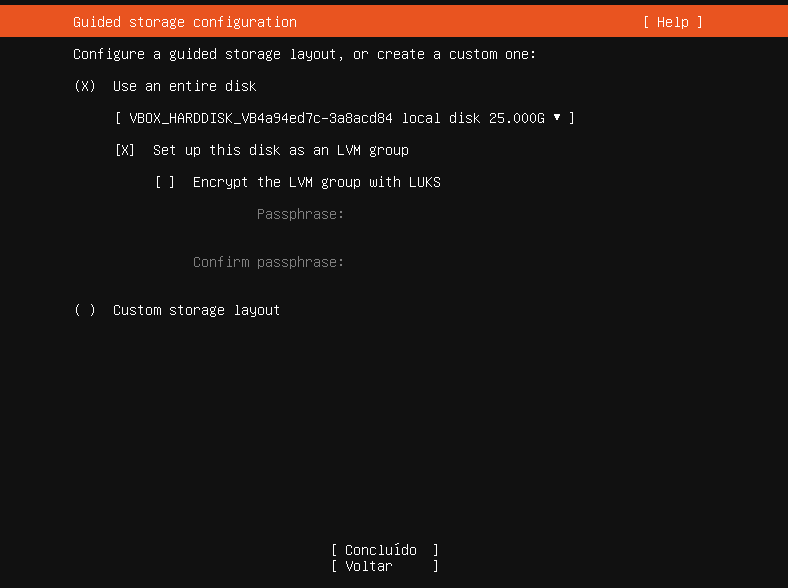 Guided storage configuration [ Help ]
Configure a guided storage layout, or create a custom one:
(X) Use an entire disk
[ VBOX_HARDDISK_VB4a94ed7c-3a8acd84 local disk 25.000G ▼ ]
[X] Set up this disk as an LVM group
[ ] Encrypt the LVM group with LUKS
Passphrase:
Confirm passphrase:
( ) Custom storage layout
[ Concluído ]
[ Voltar ]